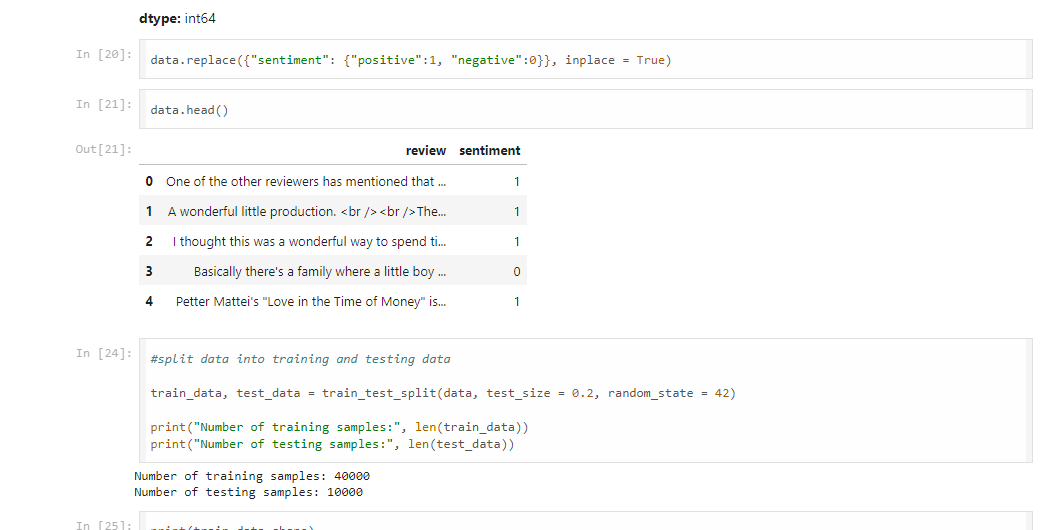 dtype: int64
In [20]:
data.replace({"sentiment": {"positive":1, "negative":0}}, inplace = True)
In [21]:
data.head()
Out[21]:
review sentiment
0 One of the other reviewers has mentioned that ... 1
1 A wonderful little production. <br /><br />The... 1
2 I thought this was a wonderful way to spend ti... 1
3 Basically there's a family where a little boy ... 0
4 Petter Mattei's "Love in the Time of Money" is... 1
In [24]:
#split data into training and testing data
train_data, test_data = train_test_split(data, test_size = 0.2, random_state = 42)
print("Number of training samples:", len(train_data))
print("Number of testing samples:", len(test_data))
Number of training samples: 40000
Number of testing samples: 10000
In [25]:
print(train_data.shape)